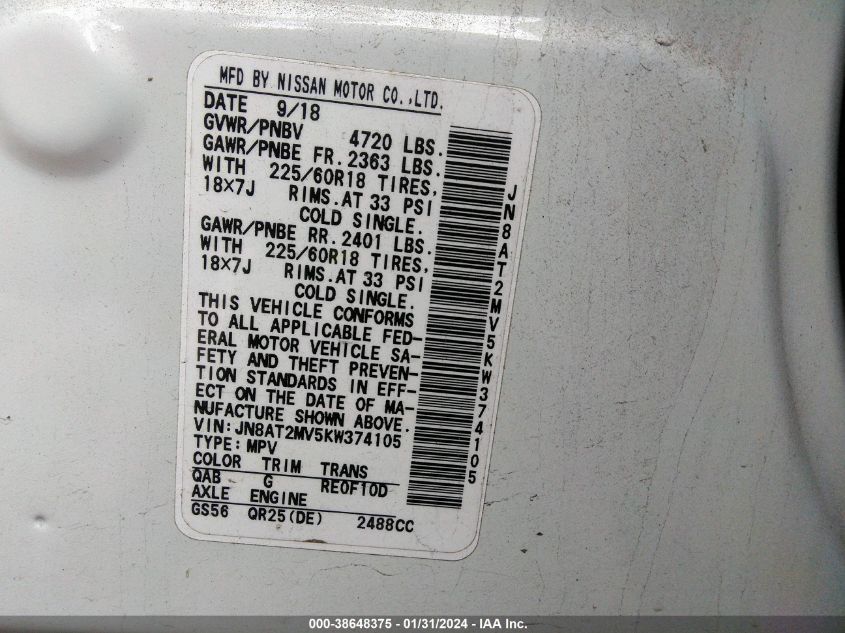 MFD BY NISSAN MOTOR CO.,LTD.
DATE 9/18
GVWR/PNBV 4720 LBS.
GAWR/PNBE FR. 2363 LBS.
WITH 225/60R18 TIRES,
18X7J RIMS.AT 33 PSI
COLD SINGLE.
GAWR/PNBE RR. 2401 LBS.
WITH 225/60R18 TIRES,
18X7J RIMS.AT 33 PSI
COLD SINGLE.
THIS VEHICLE CONFORMS
TO ALL APPLICABLE FED-
ERAL MOTOR VEHICLE SA-
FETY AND THEFT PREVEN-
TION STANDARDS IN EFF-
ECT ON THE DATE OF MA-
NUFACTURE SHOWN ABOVE.
VIN:JN8AT2MV5KW374105
TYPE:MPV
COLOR TRIM TRANS
QAB G RE0F10D
AXLE ENGINE
GS56 QR25(DE) 2488CC
JN8AT2MV5KW374105
000-38648375 - 01/31/2024 - IAA Inc.